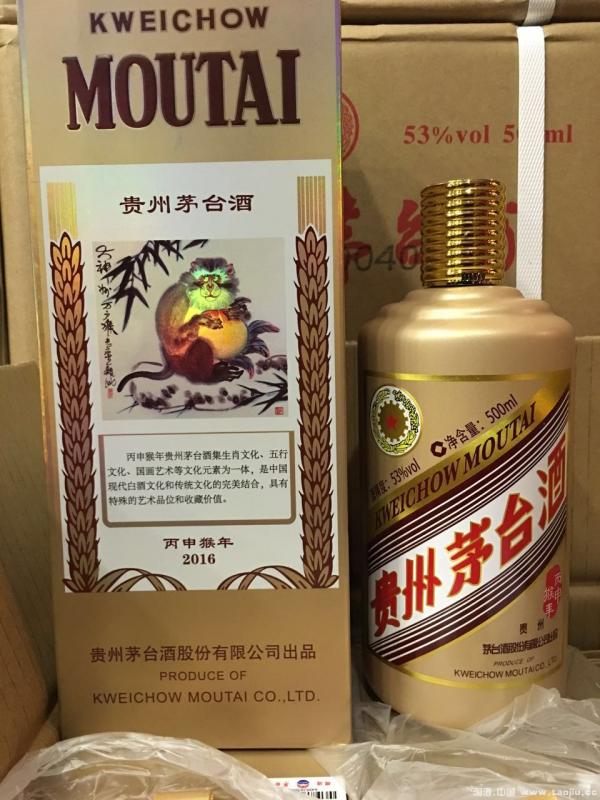 KWEICHOW
MOUTAI
贵州茅台酒
丙申猴年贵州茅台酒集生肖文化、五行
文化、国画艺术等文化元素为一体，是中国
现代白酒文化和传统文化的完美结合，具有
特殊的艺术品位和收藏价值。
丙申猴年
2016
贵州茅台酒股份有限公司出品
PRODUCE OF
KWEICHOW MOUTAI CO.,LTD.
53%vol 500ml
净含量：500ml
53%vol
KWEICHOW MOUTAI
贵州茅台酒
丙申
猴年
贵州
茅台酒股份有限公司出品
PRODUCE OF
KWEICHOW MOUTAI CO.,LTD.
www.taojiu.cc